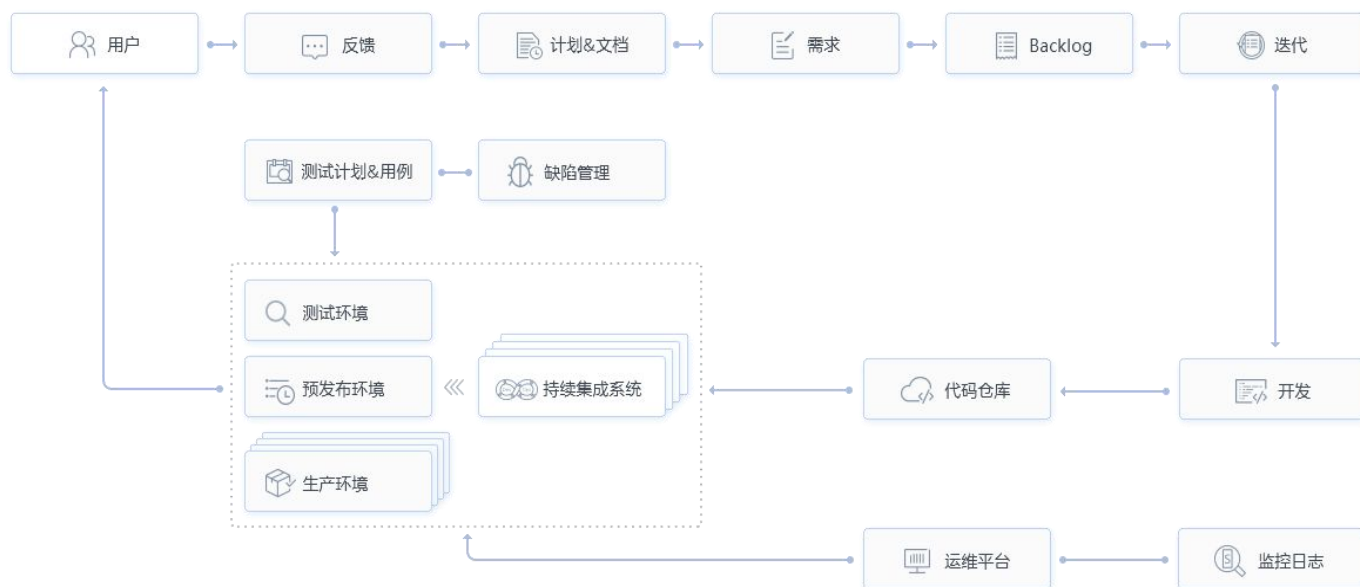 用户
反馈
计划&文档
需求
Backlog
迭代
测试计划&用例
缺陷管理
测试环境
预发布环境
持续集成系统
代码仓库
开发
生产环境
运维平台
监控日志